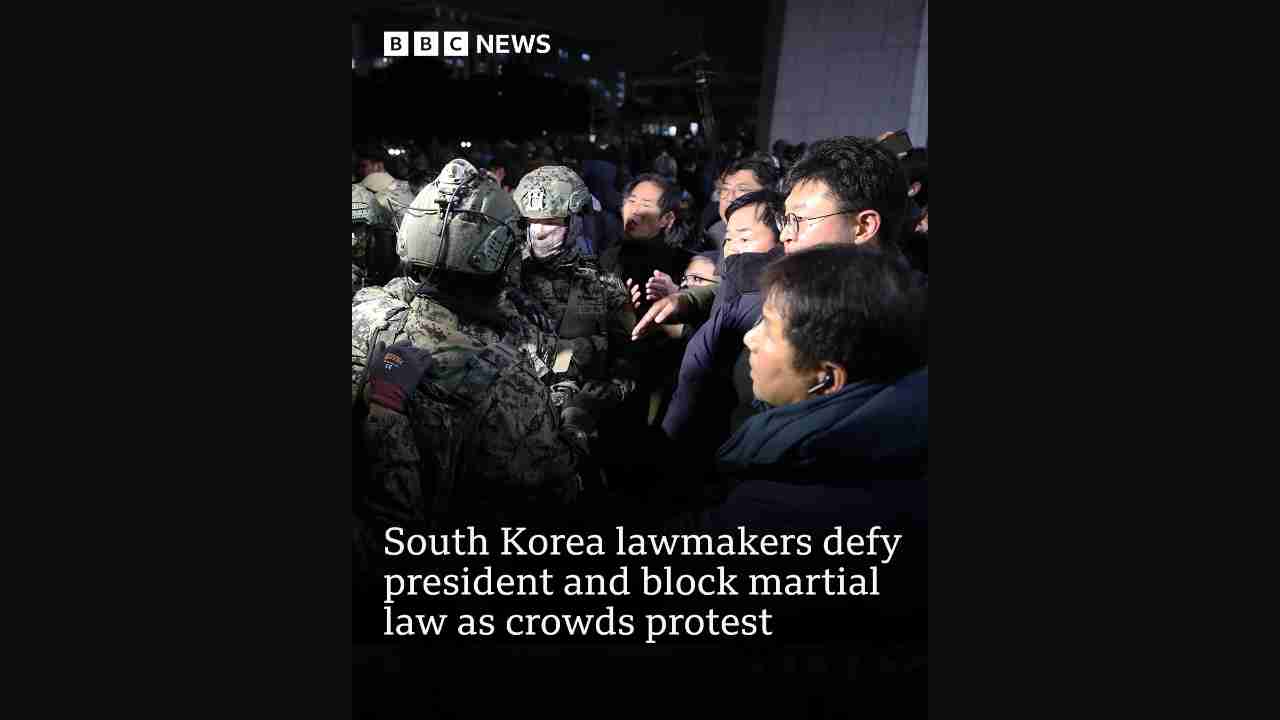 BBC NEWS
South Korea lawmakers defy
president and block martial
law as crowds protest